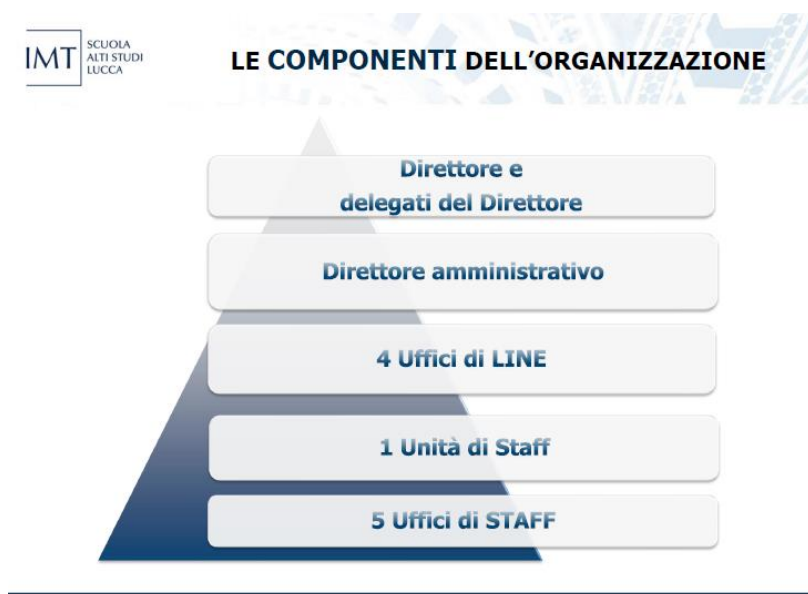 IMT
SCUOLA
ALTI STUDI
LUCCA
LE COMPONENTI DELL'ORGANIZZAZIONE
Direttore e
delegati del Direttore
Direttore amministrativo
4 Uffici di LINE
1 Unità di Staff
5 Uffici di STAFF